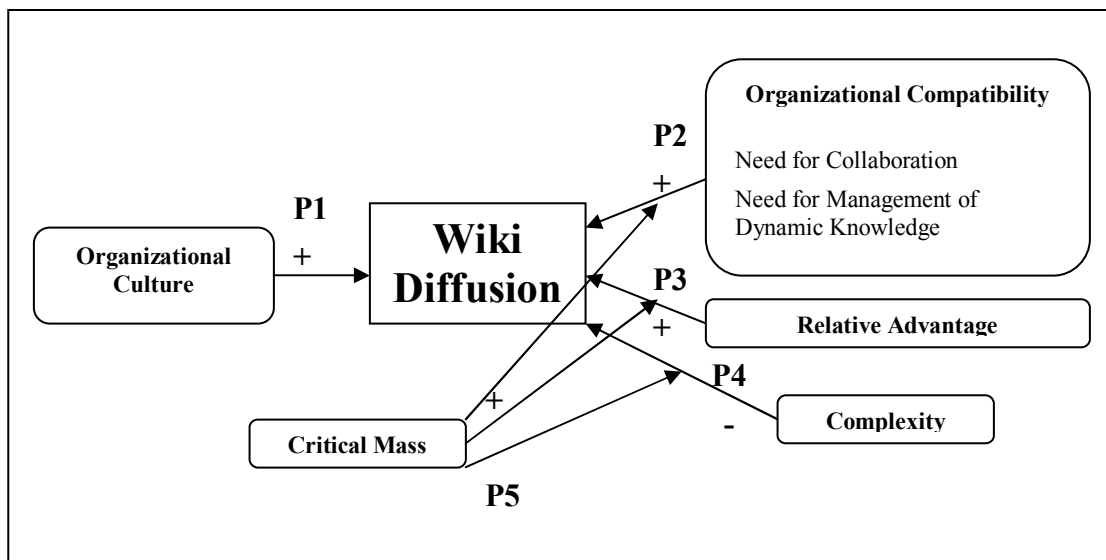 Organizational Compatibility
Need for Collaboration
Need for Management of
Dynamic Knowledge
P2
+
P1
+
Organizational
Culture
Wiki
Diffusion
P3
+
Relative Advantage
P4
-
Complexity
+
Critical Mass
P5